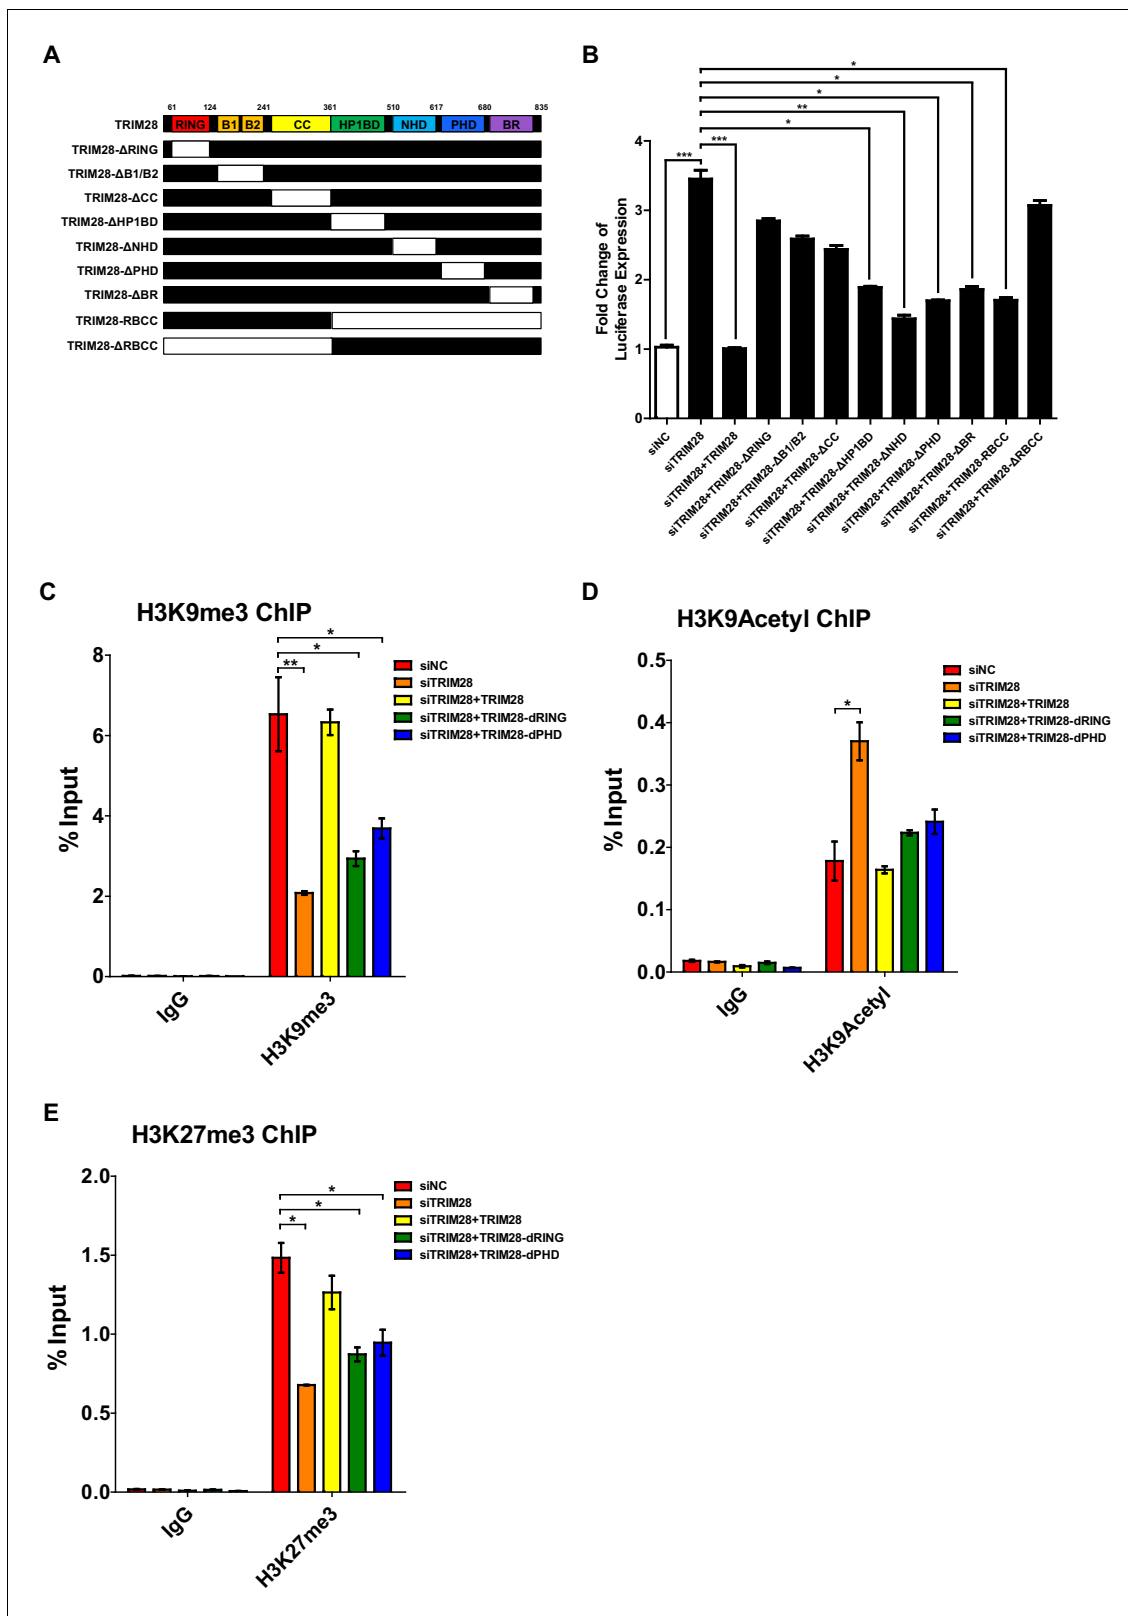 A
61 124 241 361 510 617 680 835
TRIM28 RING B1 B2 CC HP1BD NHD PHD BR
TRIM28-ΔRING
TRIM28-ΔB1/B2
TRIM28-ΔCC
TRIM28-ΔHP1BD
TRIM28-ΔNHD
TRIM28-ΔPHD
TRIM28-ΔBR
TRIM28-RBCC
TRIM28-ΔRBCC
B
*
*
*
**
*
*** ***
Fold Change of
Luciferase Expression
4
3
2
1
0
siNC
siTRIM28
siTRIM28+TRIM28
siTRIM28+TRIM28-ΔRING
siTRIM28+TRIM28-ΔB1/B2
siTRIM28+TRIM28-ΔCC
siTRIM28+TRIM28-ΔHP1BD
siTRIM28+TRIM28-ΔNHD
siTRIM28+TRIM28-ΔPHD
siTRIM28+TRIM28-ΔBR
siTRIM28+TRIM28-RBCC
siTRIM28+TRIM28-ΔRBCC
C
H3K9me3 ChIP
*
*
**
% Input
8
6
4
2
0
IgG
H3K9me3
siNC
siTRIM28
siTRIM28+TRIM28
siTRIM28+TRIM28-dRING
siTRIM28+TRIM28-dPHD
D
H3K9Acetyl ChIP
*
% Input
0.5
0.4
0.3
0.2
0.1
0.0
IgG
H3K9Acetyl
siNC
siTRIM28
siTRIM28+TRIM28
siTRIM28+TRIM28-dRING
siTRIM28+TRIM28-dPHD
E
H3K27me3 ChIP
*
*
*
% Input
2.0
1.5
1.0
0.5
0.0
IgG
H3K27me3
siNC
siTRIM28
siTRIM28+TRIM28
siTRIM28+TRIM28-dRING
siTRIM28+TRIM28-dPHD